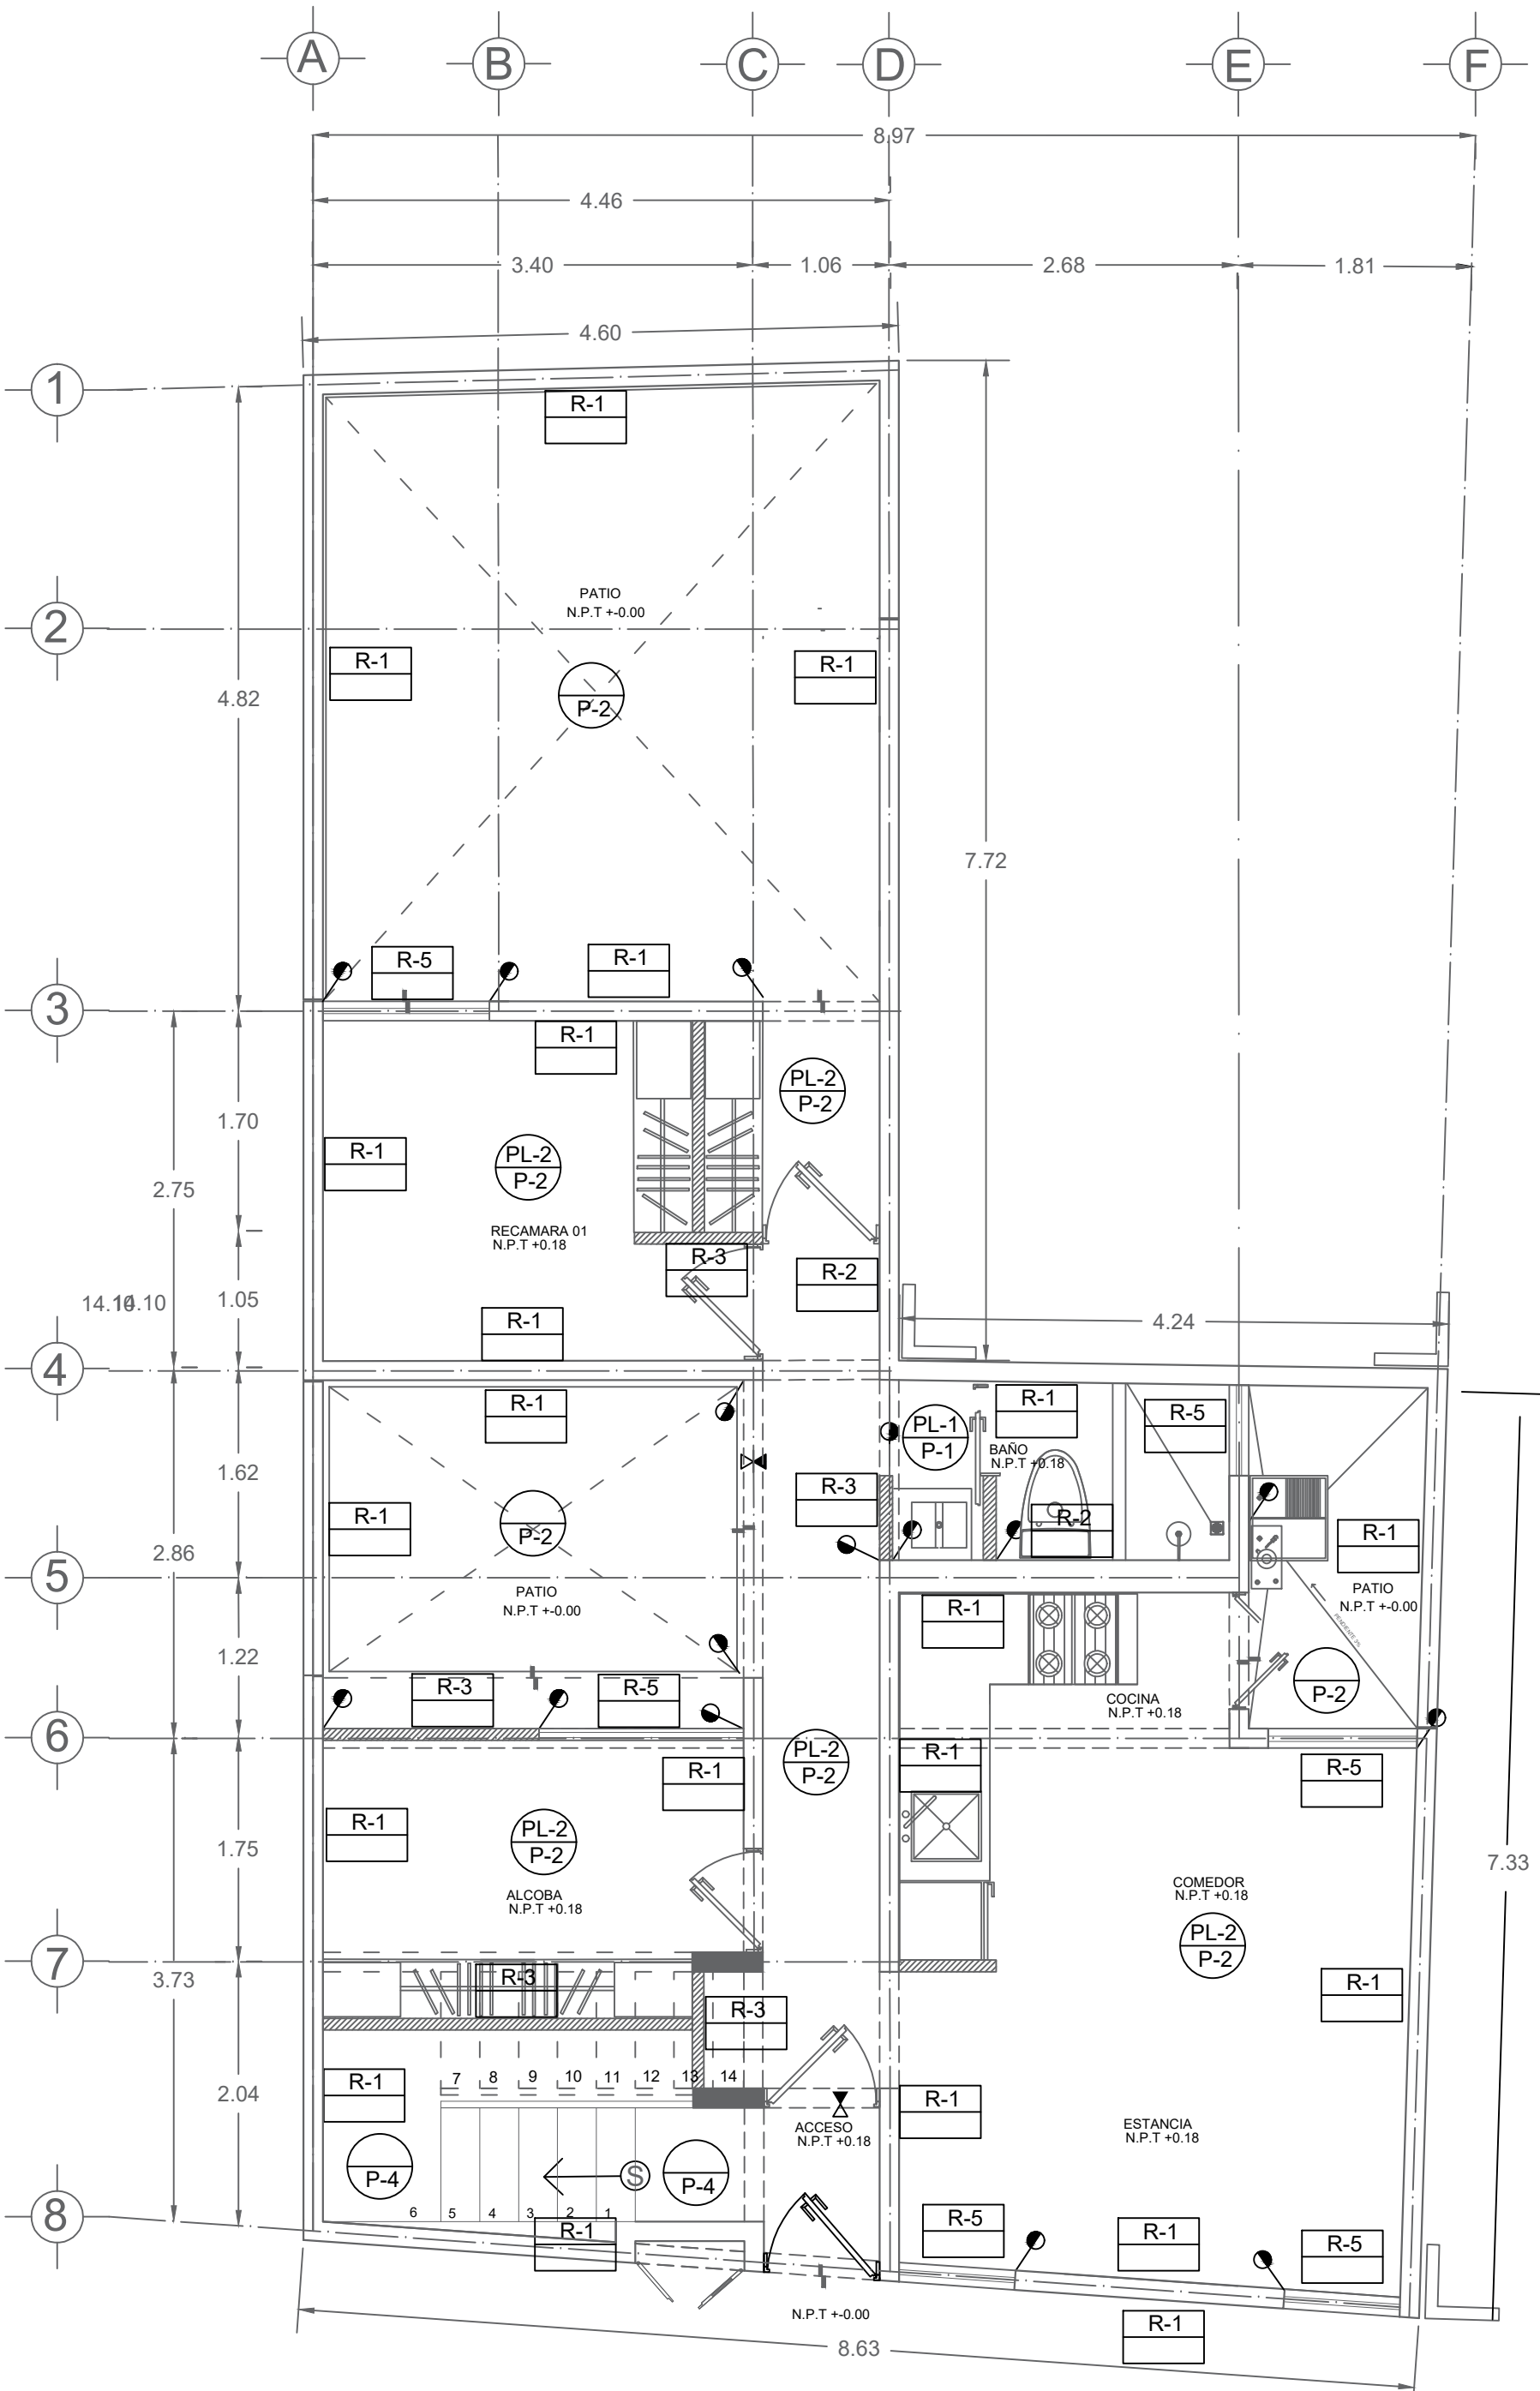 A
B
C
D
E
F
8.97
4.46
3.40
1.06
2.68
1.81
4.60
1
R-1
PATIO
N.P.T +-0.00
2
R-1
R-1
4.82
P-2
7.72
R-5
R-1
3
R-1
PL-2
P-2
1.70
R-1
PL-2
P-2
2.75
RECAMARA 01
N.P.T +0.18
R-3
R-2
14.10
14.10
1.05
R-1
4.24
4
R-1
R-1
R-5
PL-1
P-1
BAÑO
N.P.T +0.18
1.62
R-3
R-1
P-2
R-2
R-1
2.86
5
PATIO
N.P.T +-0.00
PATIO
N.P.T +-0.00
R-1
PENDIENTE 2%
1.22
R-3
R-5
P-2
COCINA
N.P.T +0.18
6
PL-2
P-2
R-1
R-1
R-5
R-1
PL-2
P-2
1.75
7.33
ALCOBA
N.P.T +0.18
COMEDOR
N.P.T +0.18
PL-2
P-2
7
3.73
R-3
R-3
R-1
7
8
9
10
11
12
13
14
R-1
2.04
R-1
ACCESO
N.P.T +0.18
ESTANCIA
N.P.T +0.18
P-4
S
P-4
8
6
5
4
3
2
1
R-1
R-5
R-1
R-5
N.P.T +-0.00
R-1
8.63